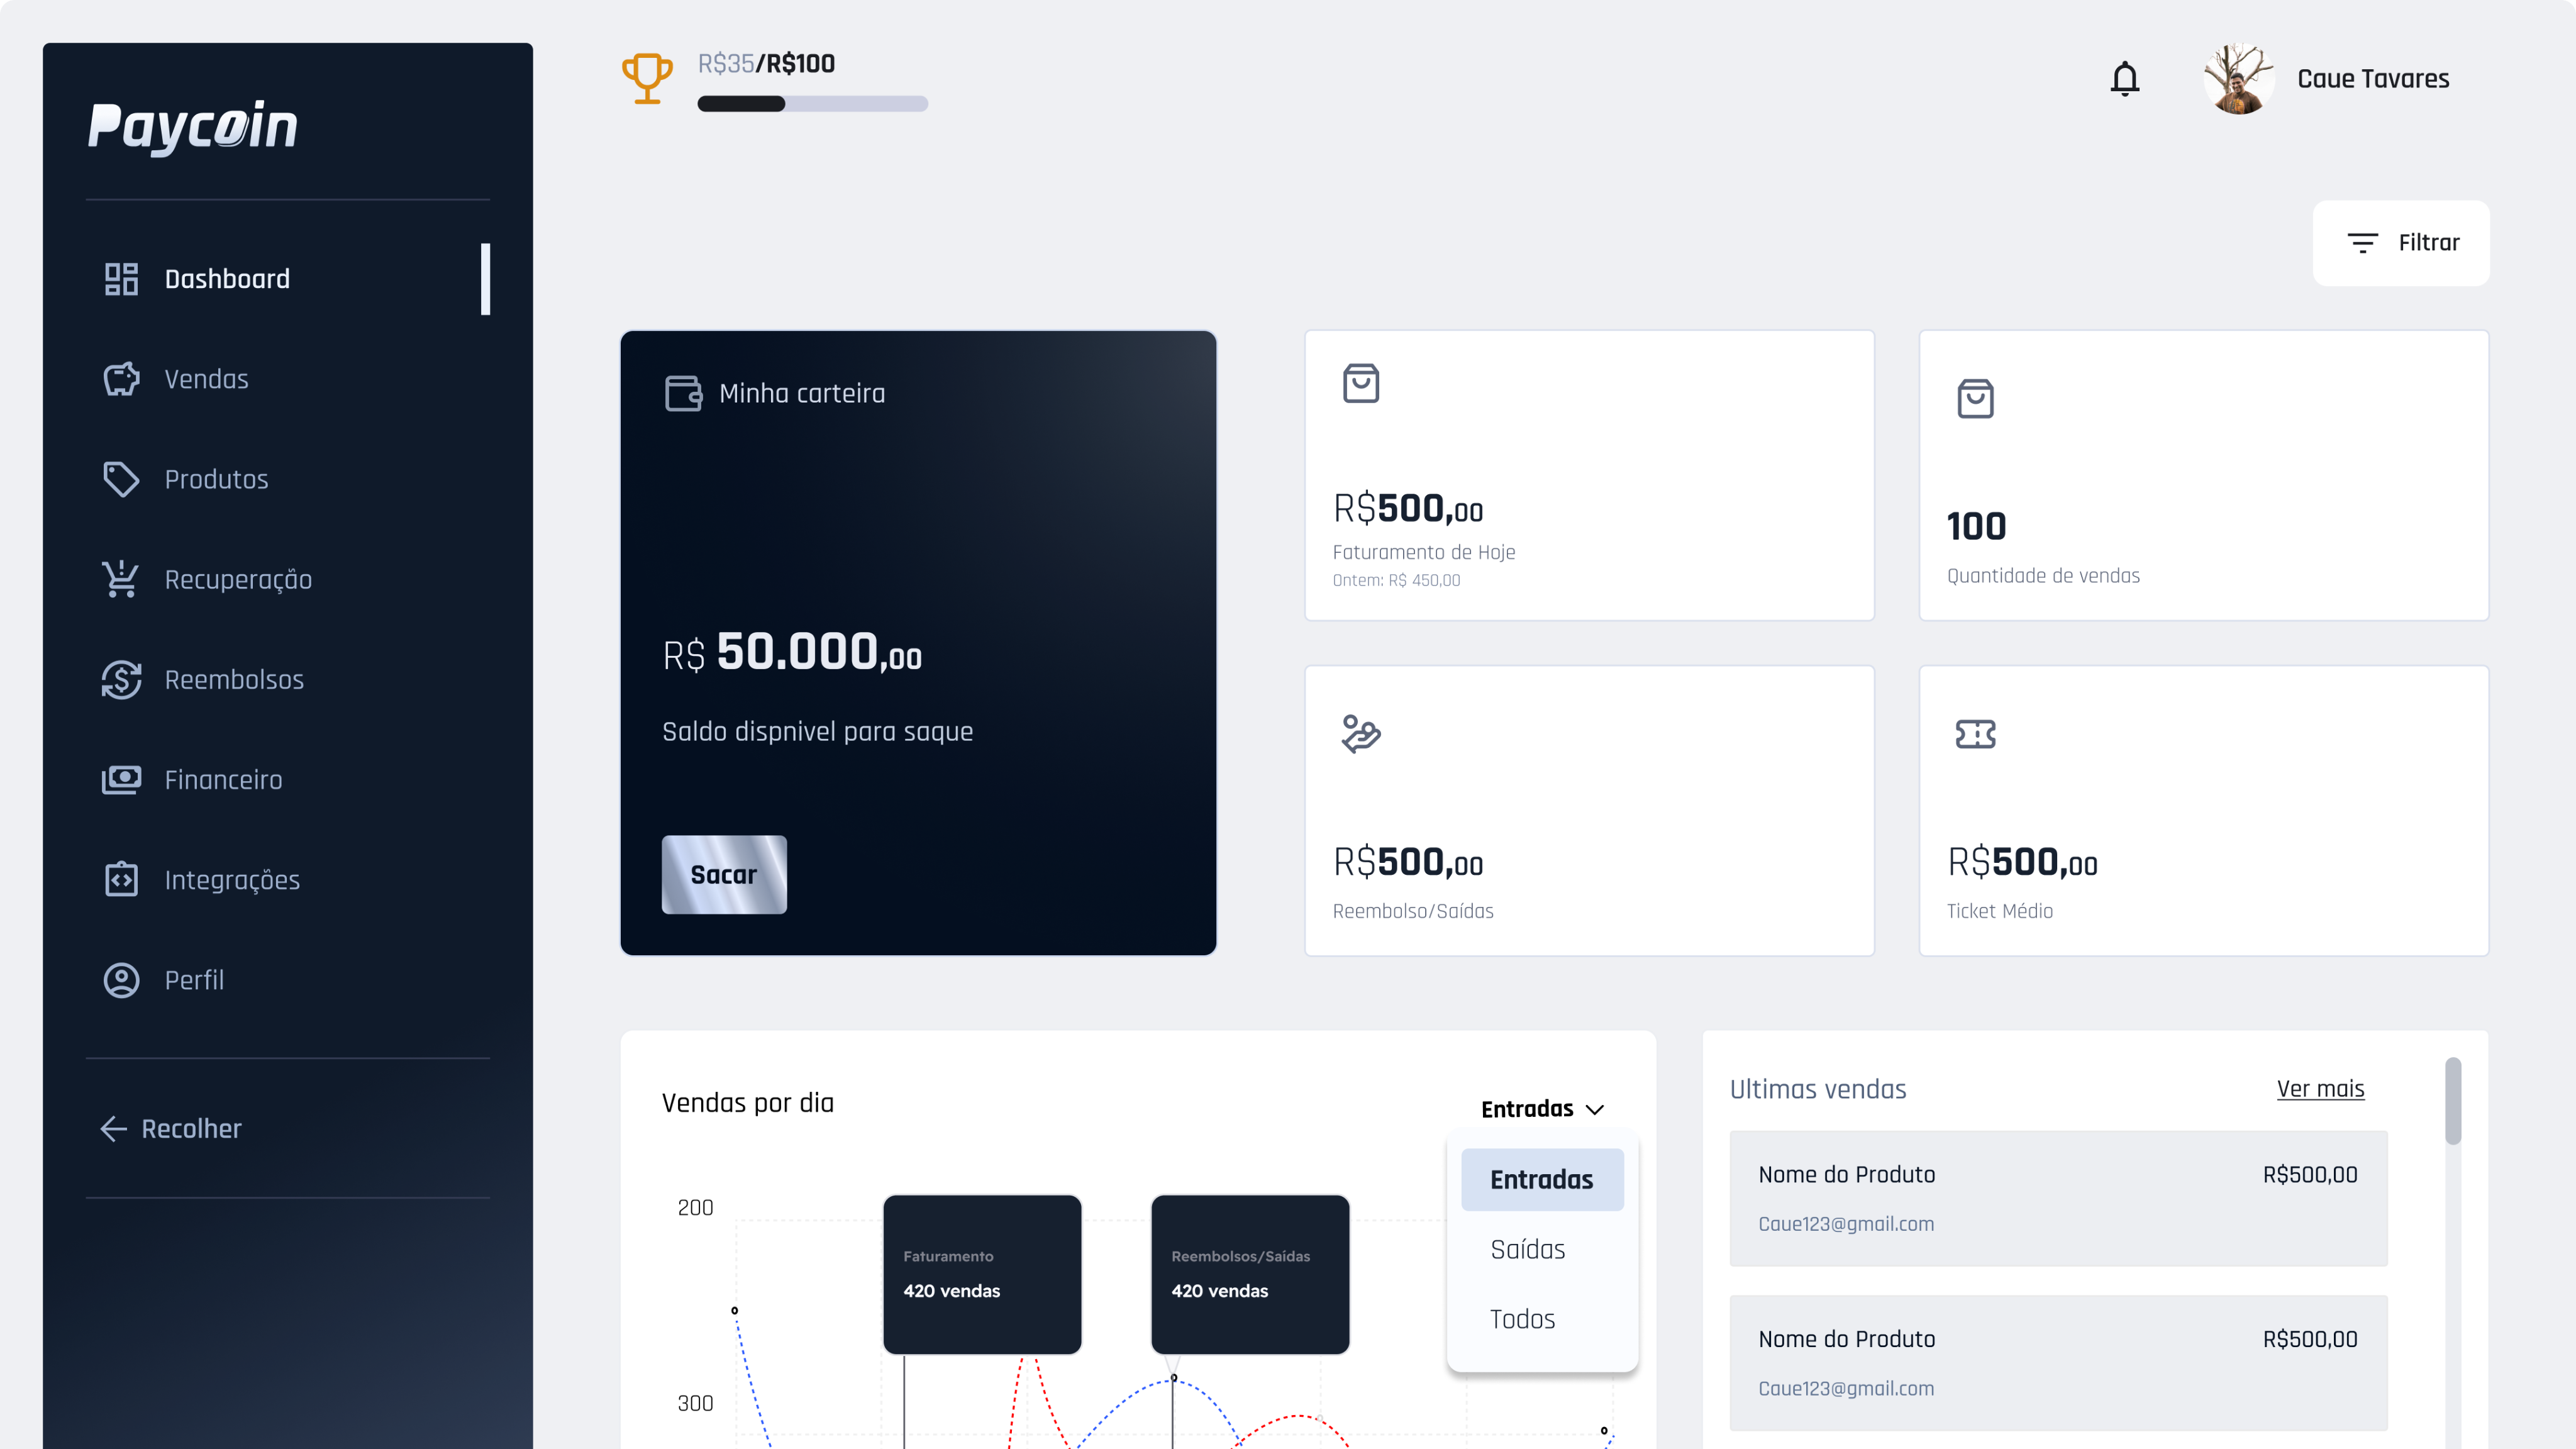 Paycoin
Dashboard
Vendas
Produtos
Recuperação
Reembolsos
Financeiro
Integrações
Perfil
Recolher
R$35/R$100
Caue Tavares
Filtrar
Minha carteira
R$ 50.000,00
Saldo dispnivel para saque
Sacar
R$500,00
Faturamento de Hoje
Ontem: R$ 450,00
100
Quantidade de vendas
R$500,00
Reembolso/Saídas
R$500,00
Ticket Médio
Vendas por dia
Entradas
Entradas
Saídas
Todos
200
300
Faturamento
420 vendas
Reembolsos/Saídas
420 vendas
Ultimas vendas
Ver mais
Nome do Produto
R$500,00
Caue123@gmail.com
Nome do Produto
R$500,00
Caue123@gmail.com